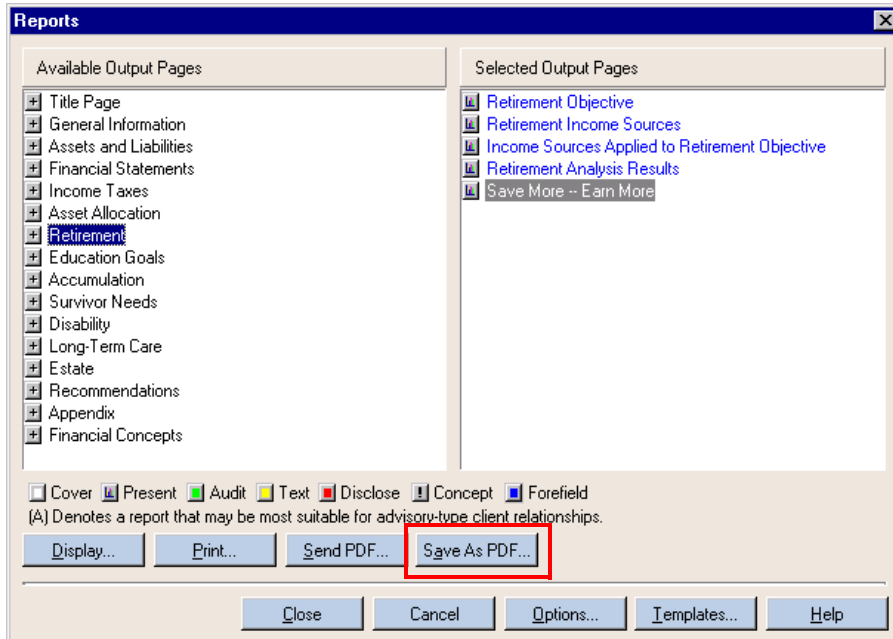 Reports
Available Output Pages
Title Page
General Information
Assets and Liabilities
Financial Statements
Income Taxes
Asset Allocation
Retirement
Education Goals
Accumulation
Survivor Needs
Disability
Long-Term Care
Estate
Recommendations
Appendix
Financial Concepts
Selected Output Pages
Retirement Objective
Retirement Income Sources
Income Sources Applied to Retirement Objective
Retirement Analysis Results
Save More -- Earn More
Cover Present Audit Text Disclose Concept Forefield
(A) Denotes a report that may be most suitable for advisory-type client relationships.
Display... Print... Send PDF... Save As PDF...
Close Cancel Options... Templates... Help